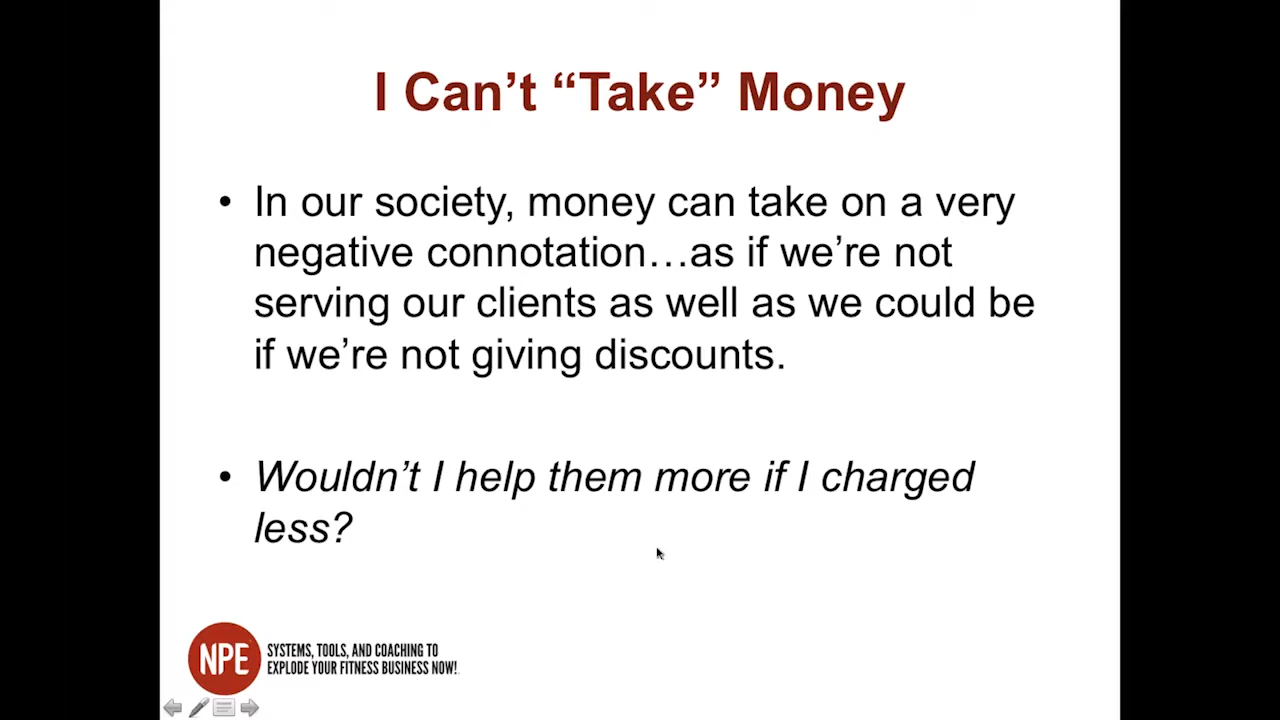 I Can’t “Take” Money
• In our society, money can take on a very
negative connotation…as if we’re not
serving our clients as well as we could be
if we’re not giving discounts.
• Wouldn’t I help them more if I charged
less?
NPE
SYSTEMS, TOOLS, AND COACHING TO
EXPLODE YOUR FITNESS BUSINESS NOW!